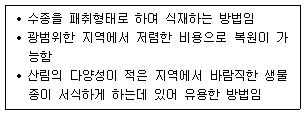 • 수종을 패취형태로 하여 식재하는 방법임
• 광범위한 지역에서 저렴한 비용으로 복원이 가
능함
• 산림의 다양성이 적은 지역에서 바람직한 생물
종이 서식하게 하는데 있어 유용한 방법임